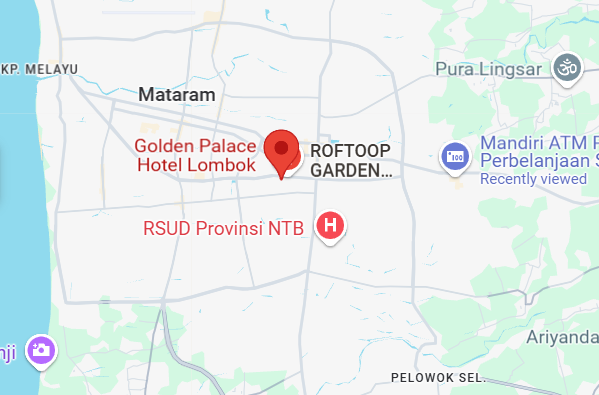 KP. MELAYU
Pura Lingsar
ॐ
Mataram
Golden Palace
Hotel Lombok
ROFTOOP
GARDEN...
Mandiri ATM
Perbelanjaan
Recently viewed
RSUD Provinsi NTB
H
Ariyanda
PELOWOK SEL.